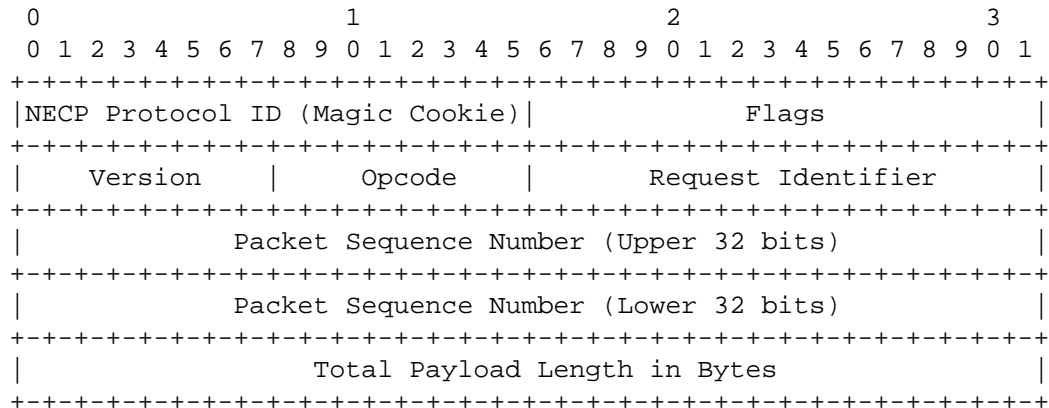 0                   1                   2                   3
0 1 2 3 4 5 6 7 8 9 0 1 2 3 4 5 6 7 8 9 0 1 2 3 4 5 6 7 8 9 0 1
+-+-+-+-+-+-+-+-+-+-+-+-+-+-+-+-+-+-+-+-+-+-+-+-+-+-+-+-+-+-+-+-+
|NECP Protocol ID (Magic Cookie)|             Flags             |
+-+-+-+-+-+-+-+-+-+-+-+-+-+-+-+-+-+-+-+-+-+-+-+-+-+-+-+-+-+-+-+-+
|    Version    |     Opcode    |       Request Identifier      |
+-+-+-+-+-+-+-+-+-+-+-+-+-+-+-+-+-+-+-+-+-+-+-+-+-+-+-+-+-+-+-+-+
|             Packet Sequence Number (Upper 32 bits)            |
+-+-+-+-+-+-+-+-+-+-+-+-+-+-+-+-+-+-+-+-+-+-+-+-+-+-+-+-+-+-+-+-+
|             Packet Sequence Number (Lower 32 bits)            |
+-+-+-+-+-+-+-+-+-+-+-+-+-+-+-+-+-+-+-+-+-+-+-+-+-+-+-+-+-+-+-+-+
|                  Total Payload Length in Bytes                |
+-+-+-+-+-+-+-+-+-+-+-+-+-+-+-+-+-+-+-+-+-+-+-+-+-+-+-+-+-+-+-+-+